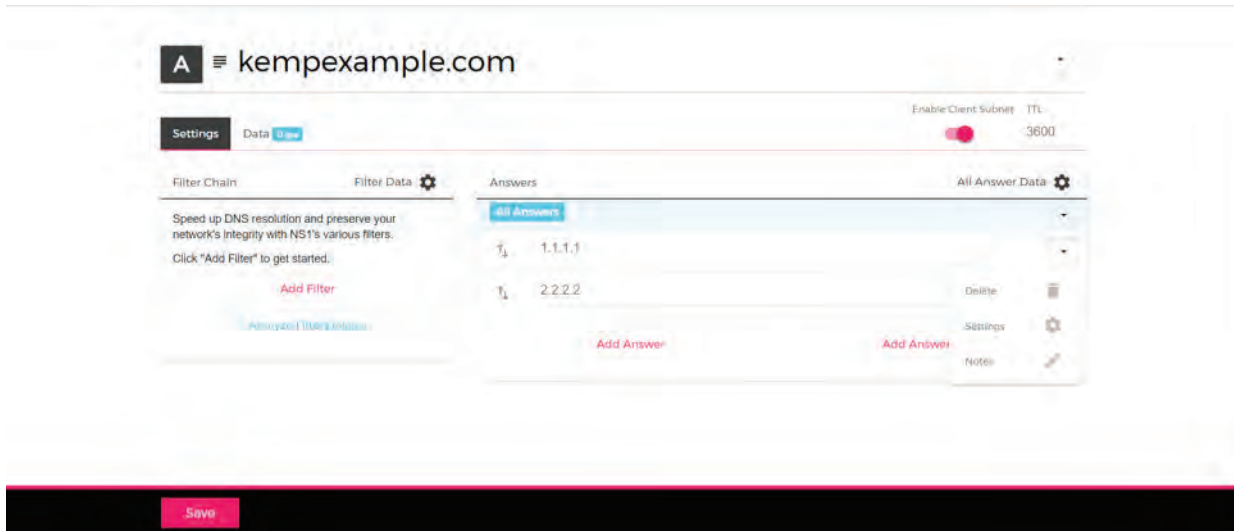 A kempexample.com
Enable Client Subnet TTL
Settings Data
3600
Filter Chain Filter Data
Answers All Answer Data
Speed up DNS resolution and preserve your
network's integrity with NS1's various filters.
Click "Add Filter" to get started.
Add Filter
All Answers
1.1.1.1
2.2.2.2
Delete
Settings
Notes
Add Answer Add Answer
Save